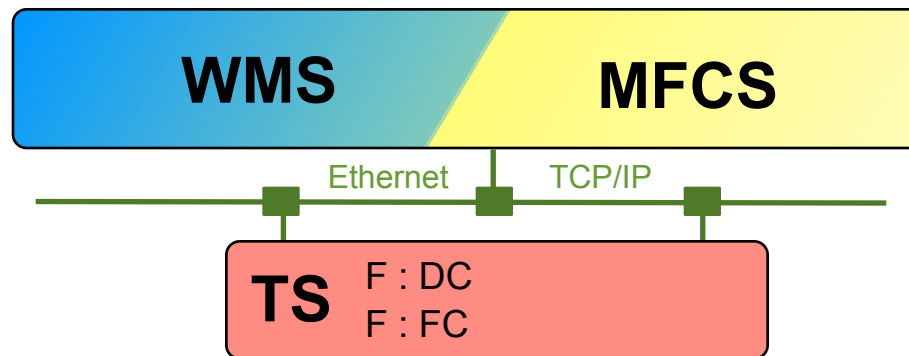 WMS MFCS
Ethernet TCP/IP
TS F : DC
F : FC